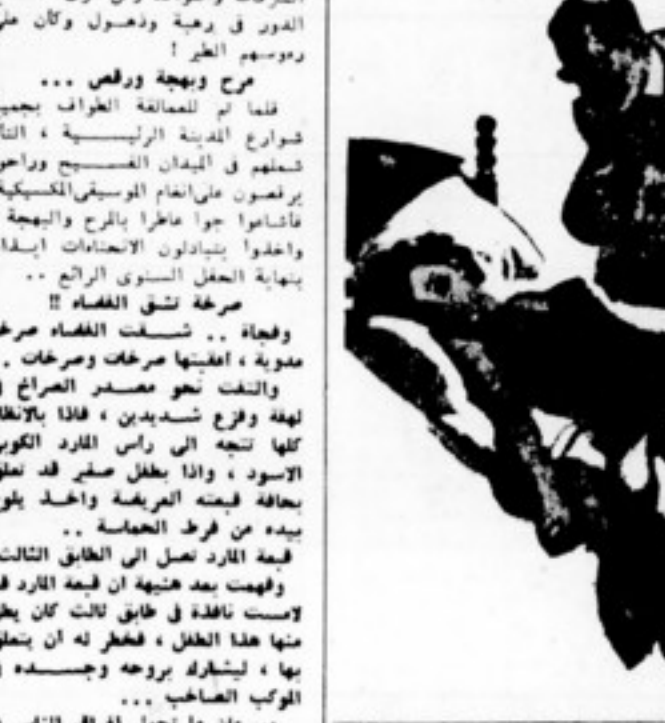 الدور في رهبة وذهول وكأن على
رءوسهم الطير !
مرح وبهجة ورقص ...
فلما تم للعمالقة الطواف بجميع
شوارع المدينة الرئيسية ، التأم
شملهم في الميدان الفسيح وراحوا
يرقصون على انغام الموسيقى المكسيكية
فأشاعوا جوا عاطرا بالمرح والبهجة
واخذوا يتبادلون الانحناءات ايذانا
بنهاية الحفل السنوى الرائع ..
صرخة تشق الفضاء !!
وفجأة .. شقت الفضاء صرخة
مدوية ، اعقبتها صرخات وصرخات .
والتفت نحو مصدر الصراخ في
لهفة وفزع شديدين ، فاذا بالانظار
كلها تتجه الى رأس المارد الكوبى
الاسود ، واذا بطفل صغير قد تعلق
بحافة قبعته العريضة واخذ يلوح
بيده من فرط الحماسة ..
قبعة المارد تصل الى الطابق الثالث
وفهمت بعد هنيهة ان قبعة المارد قد
لامست نافذة في طابق ثالث كان يطل
منها هذا الطفل ، فخطر له أن يتعلق
بها ، ليشارك بروحه وجسده في
الموكب الصاخب ...